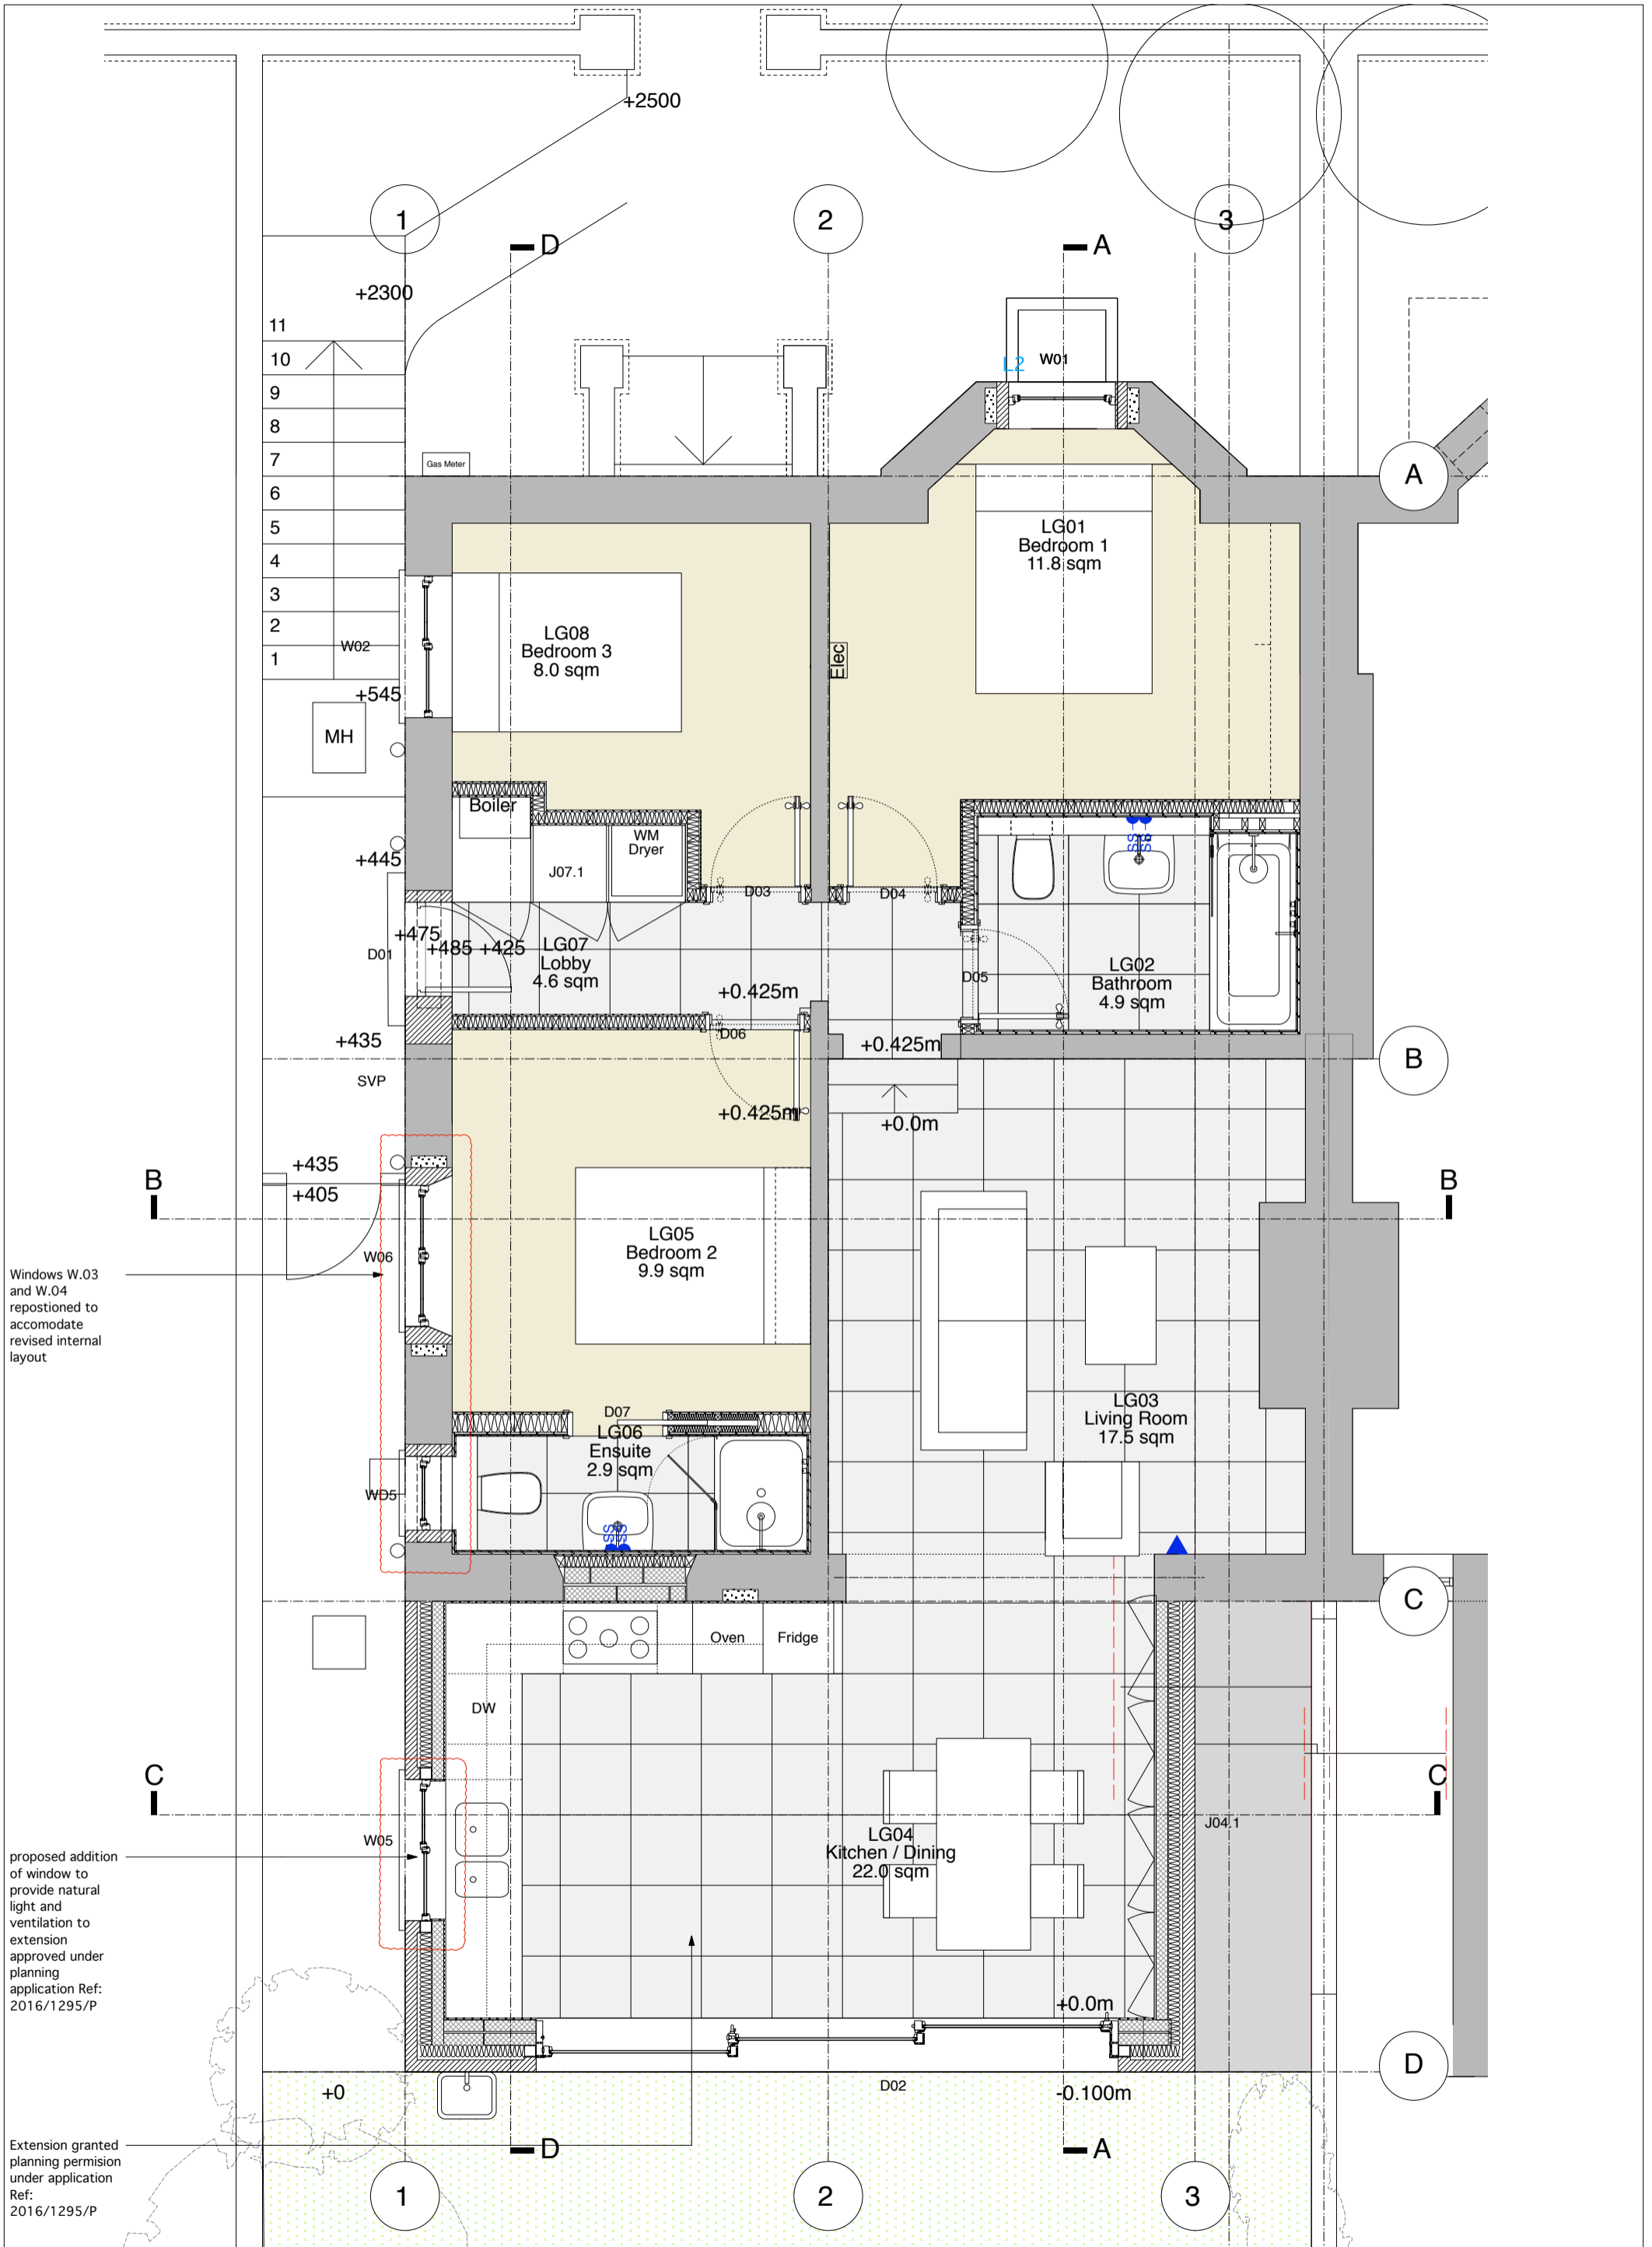 +2500
1
2
3
D
A
+2300
11
10
9
8
7
6
5
4
3
2
1
L2
W01
Gas Meter
A
LG01
Bedroom 1
11.8 sqm
LG08
Bedroom 3
8.0 sqm
W02
Elec
+545
MH
Boiler
WM
Dryer
J07.1
SS
SS
+445
D03
D04
+475
+485
+425
D01
LG07
Lobby
4.6 sqm
D05
LG02
Bathroom
4.9 sqm
+0.425m
D06
+435
+0.425m
B
SVP
+0.425m
+0.0m
+435
+405
B
B
LG05
Bedroom 2
9.9 sqm
W06
Windows W.03
and W.04
repostioned to
accomodate
revised internal
layout
LG03
Living Room
17.5 sqm
D07
LG06
Ensuite
2.9 sqm
WD5
SS
SS
C
Oven
Fridge
DW
C
C
W05
J04.1
LG04
Kitchen / Dining
22.0 sqm
proposed addition
of window to
provide natural
light and
ventilation to
extension
approved under
planning
application Ref:
2016/1295/P
+0.0m
D
+0
D02
-0.100m
Extension granted
planning permision
under application
Ref:
2016/1295/P
D
A
1
2
3